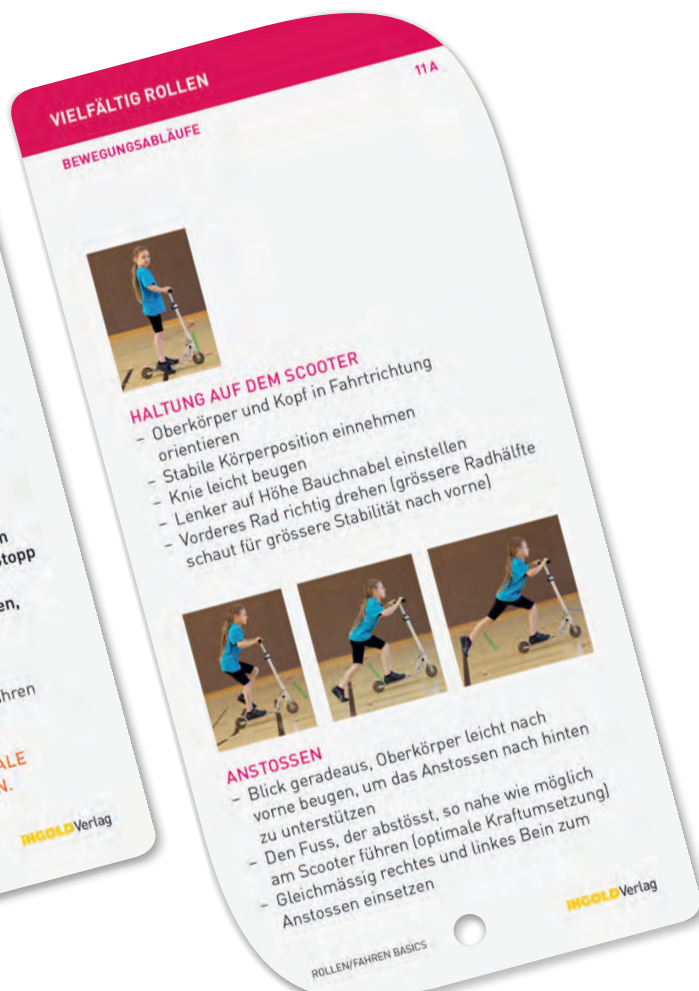 VIELFÄLTIG ROLLEN
11 A
BEWEGUNGSABLÄUFE
HALTUNG AUF DEM SCOOTER
– Oberkörper und Kopf in Fahrtrichtung
orientieren
– Stabile Körperposition einnehmen
– Knie leicht beugen
– Lenker auf Höhe Bauchnabel einstellen
– Vorderes Rad richtig drehen (grössere Radhälfte
schaut für grössere Stabilität nach vorne)
ANSTOSSEN
– Blick geradeaus, Oberkörper leicht nach
vorne beugen, um das Anstossen nach hinten
zu unterstützen
– Den Fuss, der abstösst, so nahe wie möglich
am Scooter führen (optimale Kraftumsetzung)
– Gleichmässig rechtes und linkes Bein zum
Anstossen einsetzen
ROLLEN/FAHREN BASICS
INGOLDVerlag
n
topp
en,
hren
ALE
N.
INGOLDVerlag